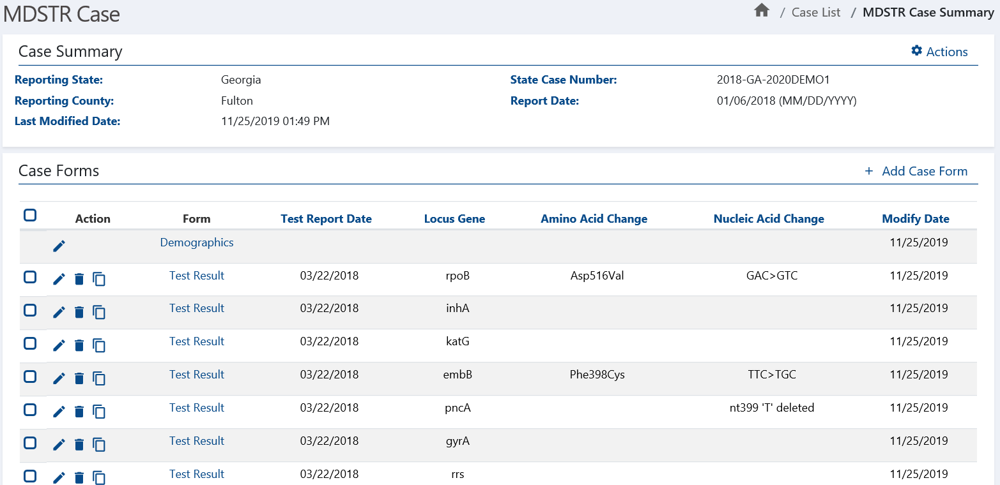 MDSTR Case
/ Case List / MDSTR Case Summary
Case Summary
Actions
Reporting State: Georgia State Case Number: 2018-GA-2020DEMO1
Reporting County: Fulton Report Date: 01/06/2018 (MM/DD/YYYY)
Last Modified Date: 11/25/2019 01:49 PM
Case Forms
+ Add Case Form
Action Form Test Report Date Locus Gene Amino Acid Change Nucleic Acid Change Modify Date
Demographics 11/25/2019
Test Result 03/22/2018 rpoB Asp516Val GAC>GTC 11/25/2019
Test Result 03/22/2018 inhA 11/25/2019
Test Result 03/22/2018 katG 11/25/2019
Test Result 03/22/2018 embB Phe398Cys TTC>TGC 11/25/2019
Test Result 03/22/2018 pncA nt399 'T' deleted 11/25/2019
Test Result 03/22/2018 gyrA 11/25/2019
Test Result 03/22/2018 rrs 11/25/2019